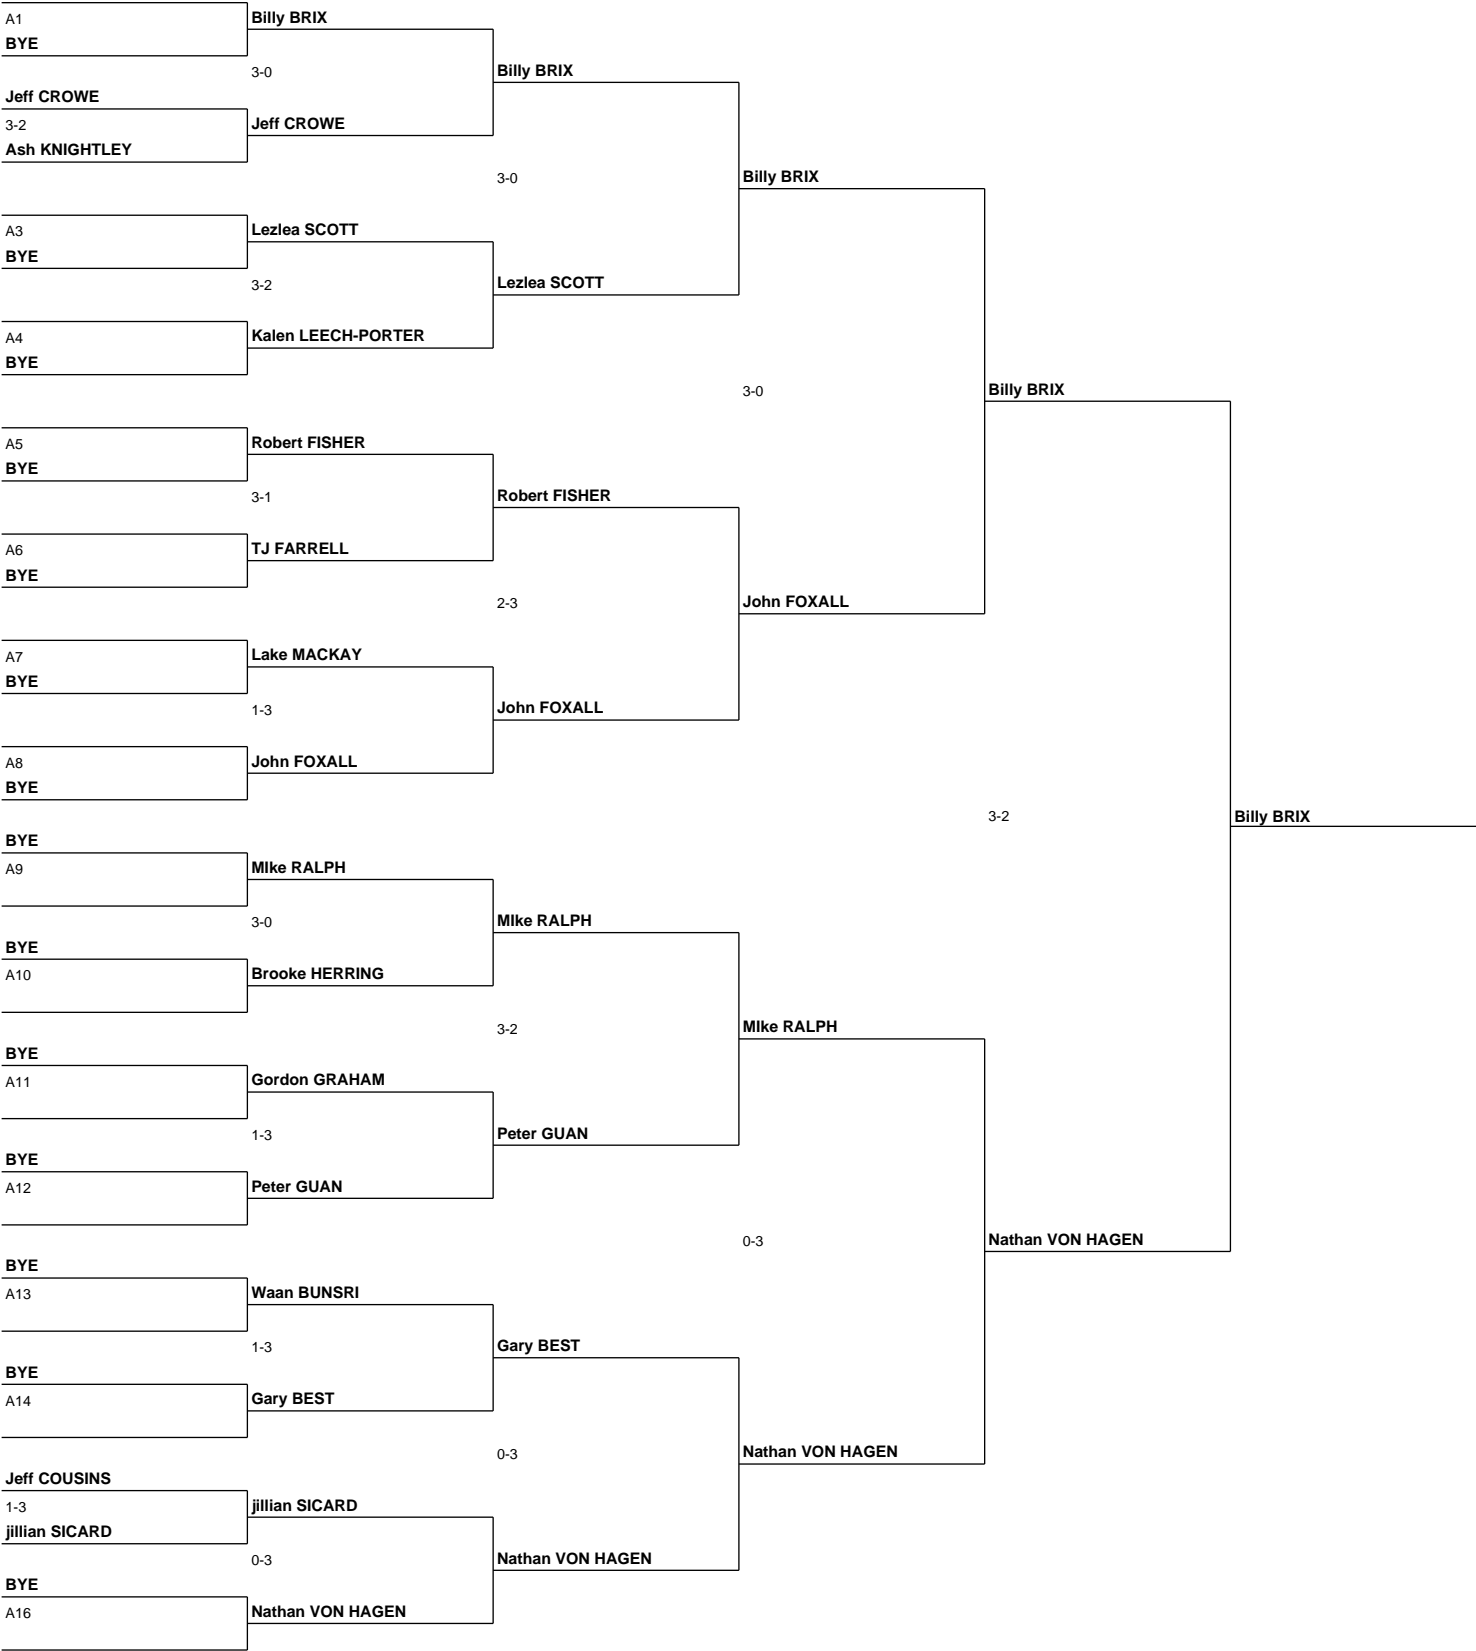 A1
BYE
Billy BRIX
3-0
Jeff CROWE
3-2
Ash KNIGHTLEY
Jeff CROWE
Billy BRIX
3-0
A3
BYE
Lezlea SCOTT
3-2
A4
BYE
Kalen LEECH-PORTER
Lezlea SCOTT
Billy BRIX
3-0
A5
BYE
Robert FISHER
3-1
A6
BYE
TJ FARRELL
Robert FISHER
2-3
A7
BYE
Lake MACKAY
1-3
A8
BYE
John FOXALL
John FOXALL
John FOXALL
Billy BRIX
3-2
Billy BRIX
BYE
A9
MIke RALPH
3-0
BYE
A10
Brooke HERRING
MIke RALPH
3-2
BYE
A11
Gordon GRAHAM
1-3
BYE
A12
Peter GUAN
Peter GUAN
MIke RALPH
0-3
BYE
A13
Waan BUNSRI
1-3
BYE
A14
Gary BEST
Gary BEST
0-3
Jeff COUSINS
1-3
jillian SICARD
jillian SICARD
0-3
BYE
A16
Nathan VON HAGEN
Nathan VON HAGEN
Nathan VON HAGEN
Nathan VON HAGEN